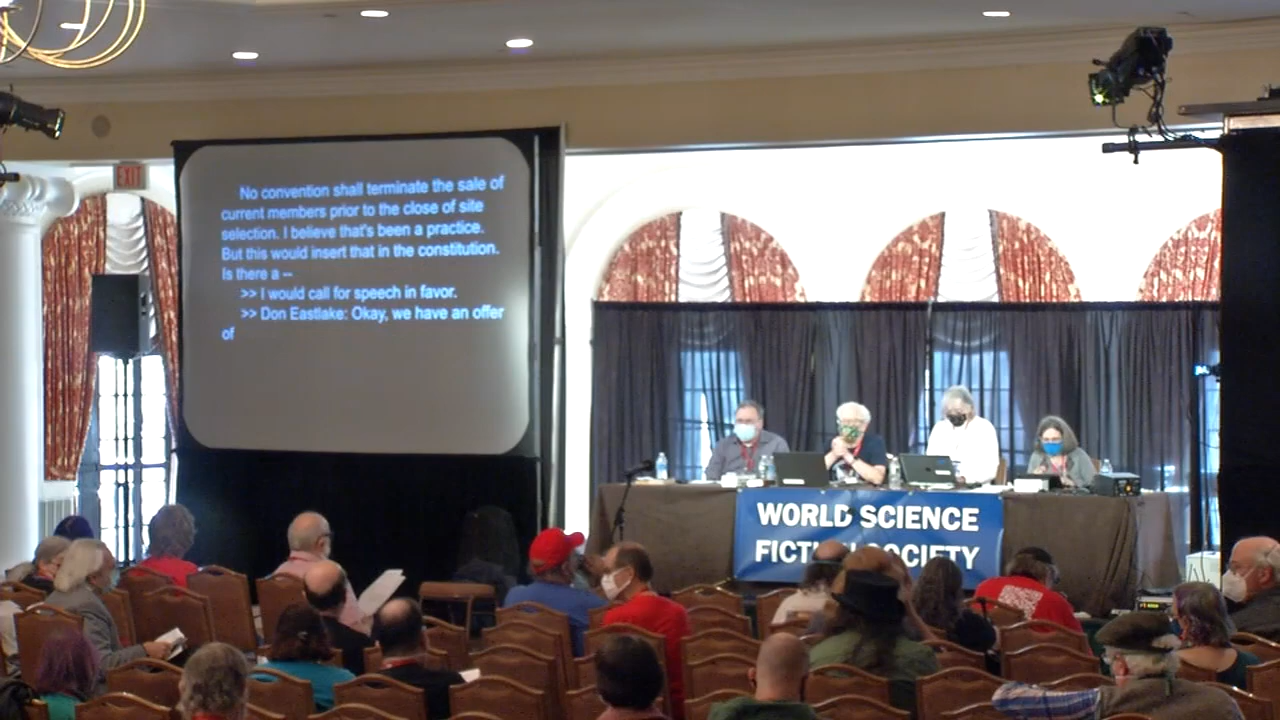 EXIT
No convention shall terminate the sale of
current members prior to the close of site
selection. I believe that's been a practice.
But this would insert that in the constitution.
Is there a --
>> I would call for speech in favor.
>> Don Eastlake: Okay, we have an offer
of
WORLD SCIENCE
FICTION SOCIETY